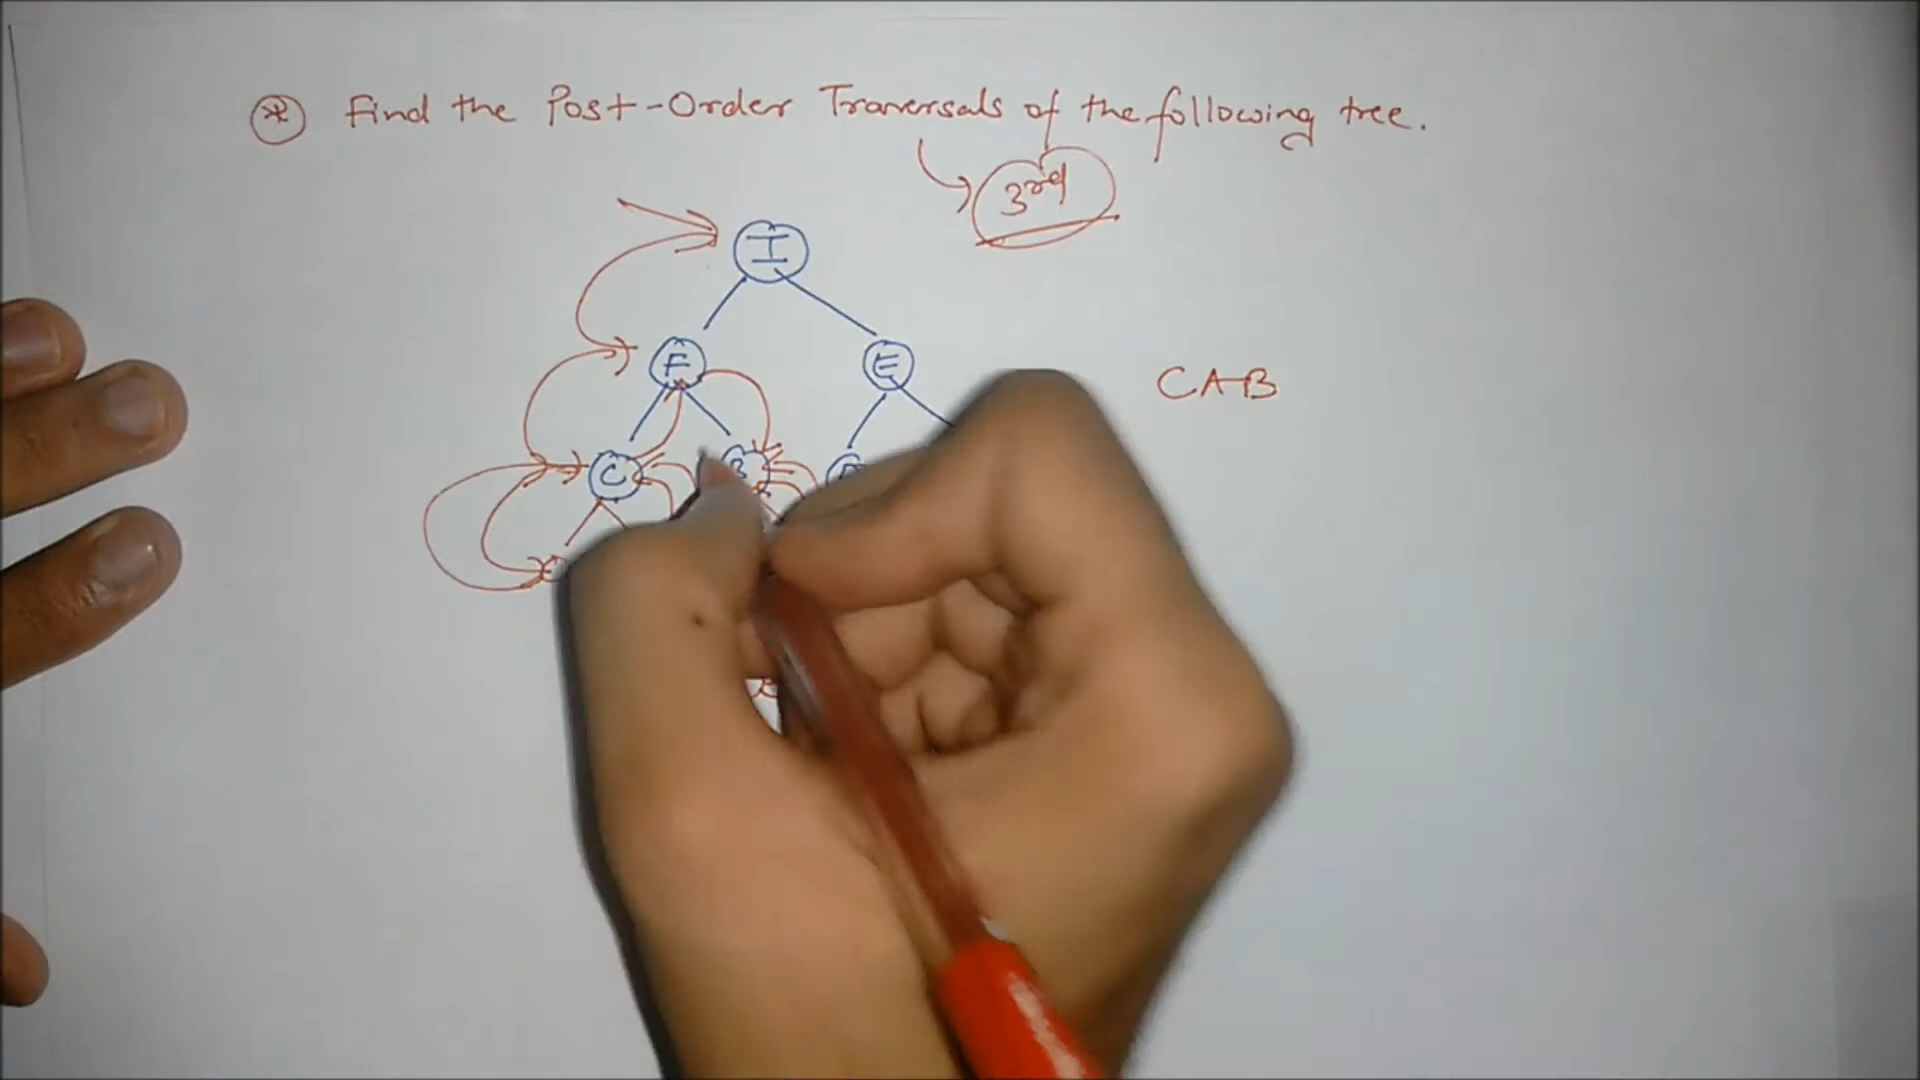 * Find the Post-Order Traversals of the following tree.
3rd
I
F E
CAB
C B